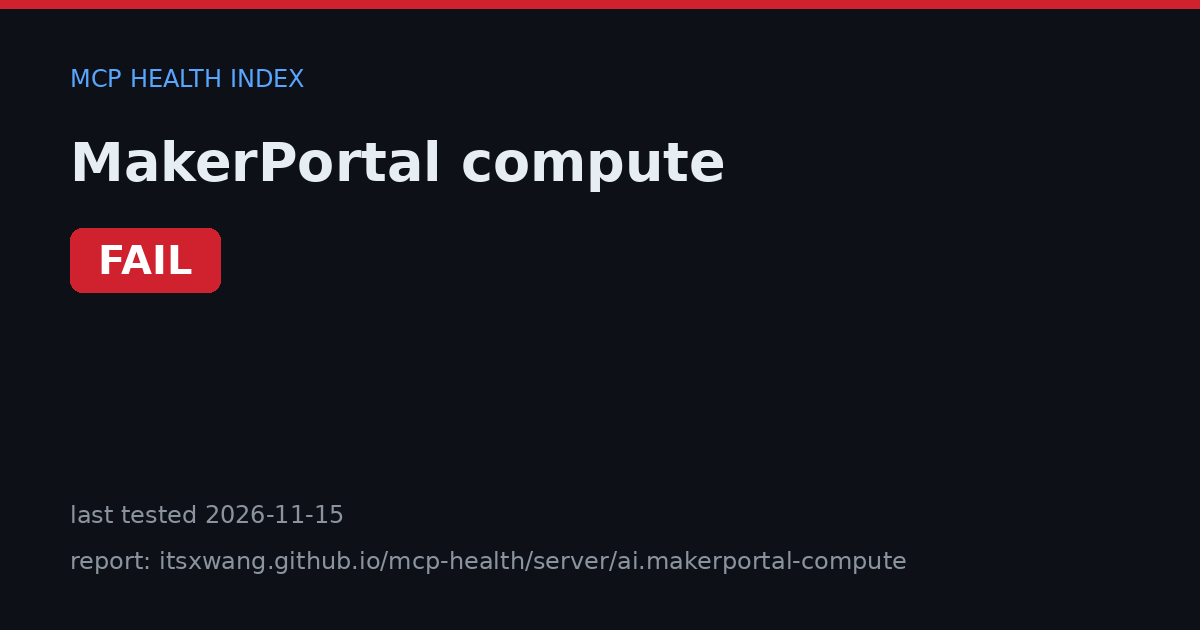 MCP HEALTH INDEX
MakerPortal compute
FAIL
last tested 2026-11-15
report: itsxwang.github.io/mcp-health/server/ai.makerportal-compute